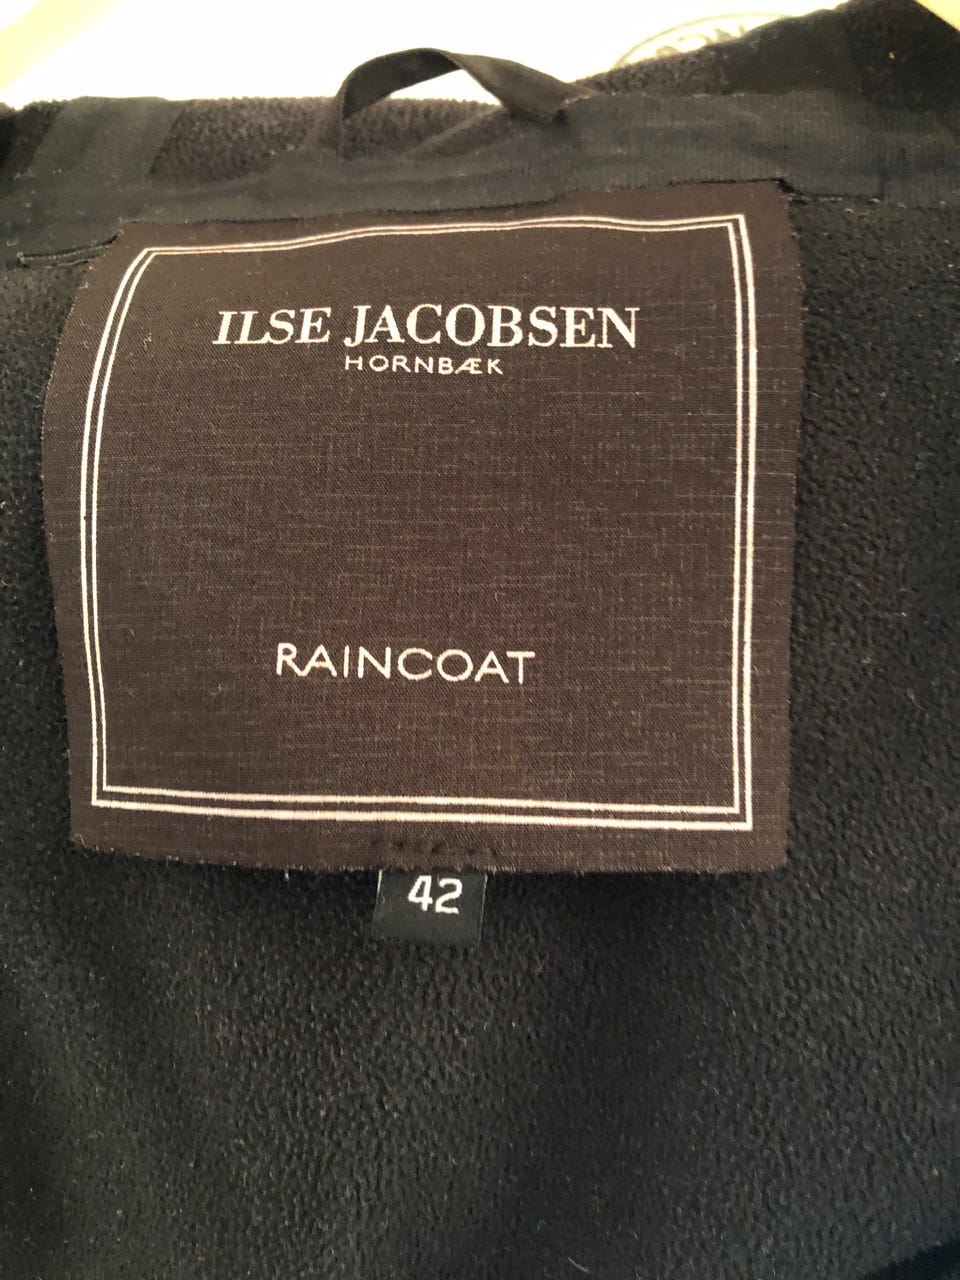 ILSE JACOBSEN
HORNBÆK
RAINCOAT
42